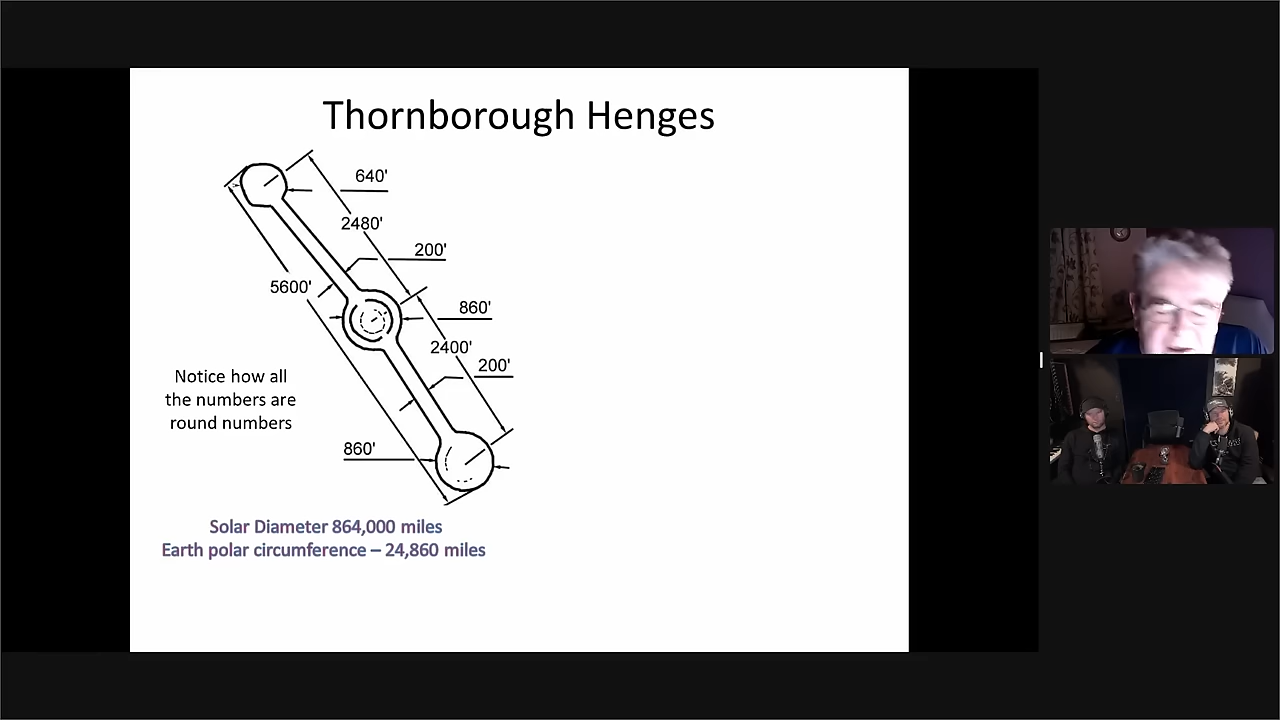 Thornborough Henges
640'
2480'
200'
5600'
860'
2400'
200'
Notice how all
the numbers are
round numbers
860'
Solar Diameter 864,000 miles
Earth polar circumference – 24,860 miles